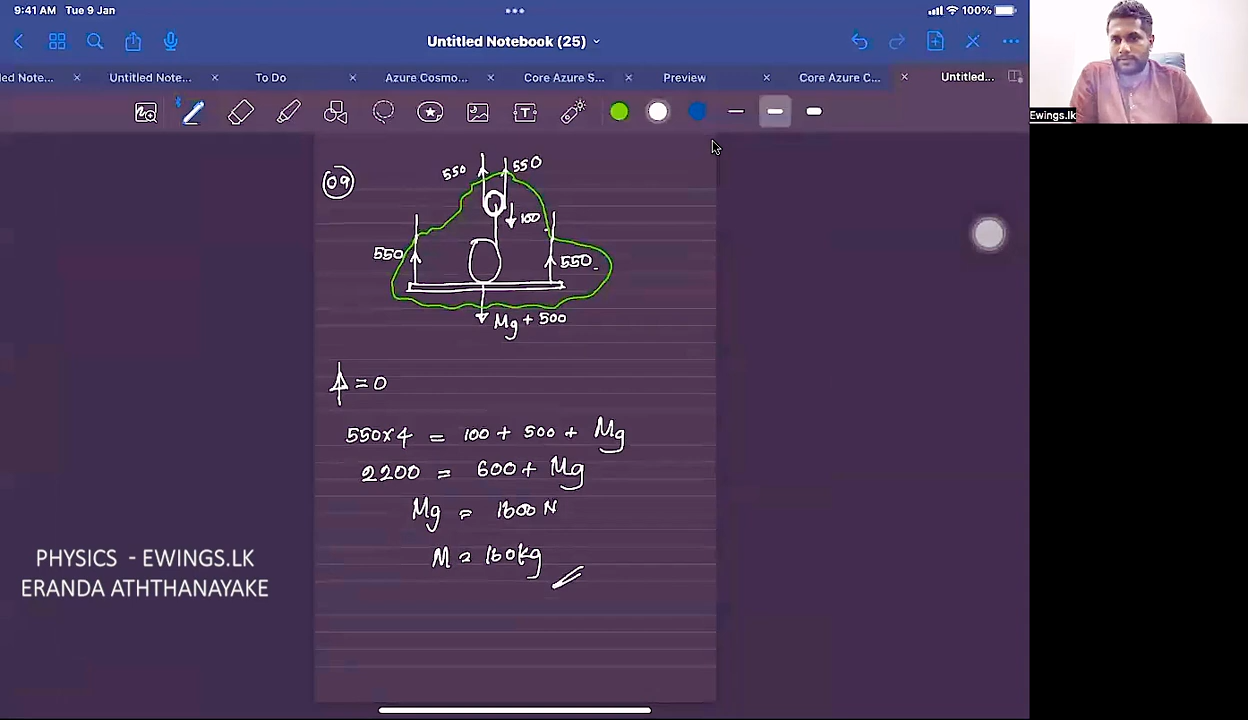 9:41 AM Tue 9 Jan
100%
Untitled Notebook (25)
led Note...
Untitled Note...
To Do
Azure Cosmo...
Core Azure S...
Preview
Core Azure C...
Untitled...
Ewings.lk
09
550
550
100
550
550
Mg + 500
= 0
550x4 = 100 + 500 + Mg
2200 = 600 + Mg
Mg = 1600 N
M = 160kg
PHYSICS - EWINGS.LK
ERANDA ATHTHANAYAKE